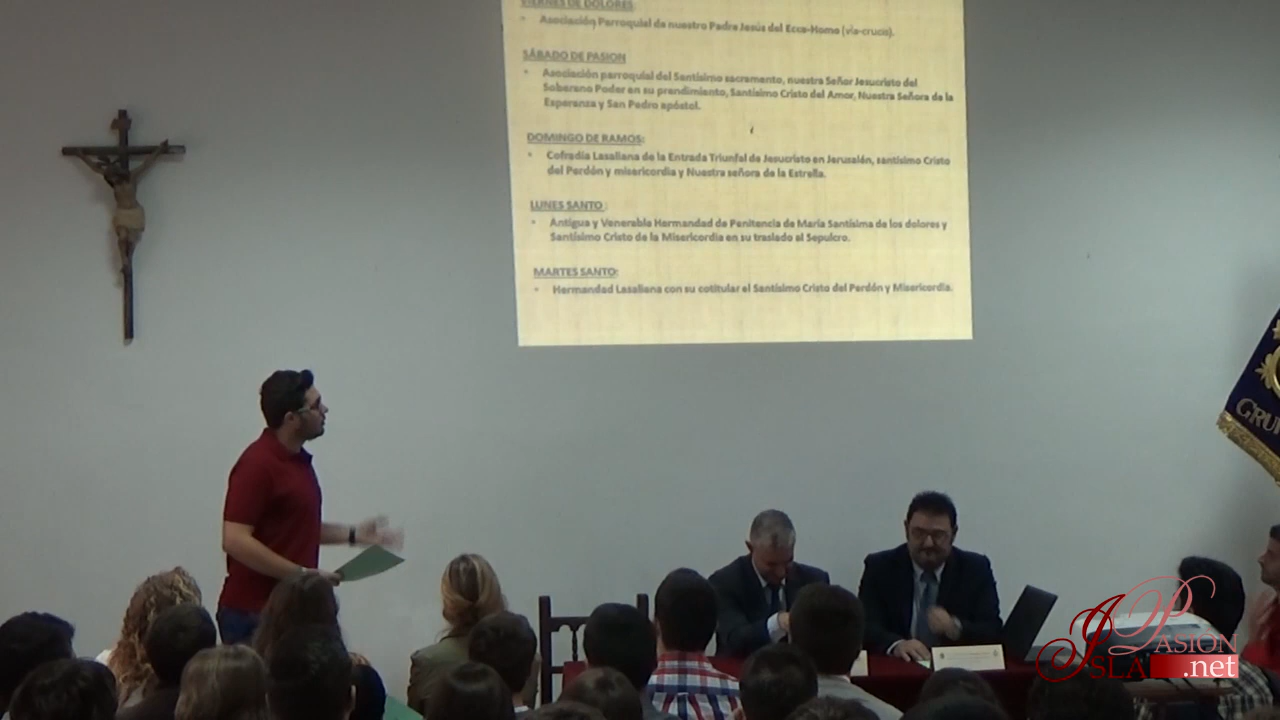 VIERNES DE DOLORES:
• Asociación Parroquial de nuestro Padre Jesús del Ecce-Homo (vía-crucis).
SÁBADO DE PASION
• Asociación parroquial del Santísimo sacramento, nuestra Señor Jesucristo del
Soberano Poder en su prendimiento, Santísimo Cristo del Amor, Nuestra Señora de la
Esperanza y San Pedro apóstol.
DOMINGO DE RAMOS:
• Cofradía Lasaliana de la Entrada Triunfal de Jesucristo en Jerusalén, santísimo Cristo
del Perdón y misericordia y Nuestra señora de la Estrella.
LUNES SANTO :
• Antigua y Venerable Hermandad de Penitencia de María Santísima de los dolores y
Santísimo Cristo de la Misericordia en su traslado al Sepulcro.
MARTES SANTO:
• Hermandad Lasaliana con su cotitular el Santísimo Cristo del Perdón y Misericordia.
GRU
ISLA PASION
.net